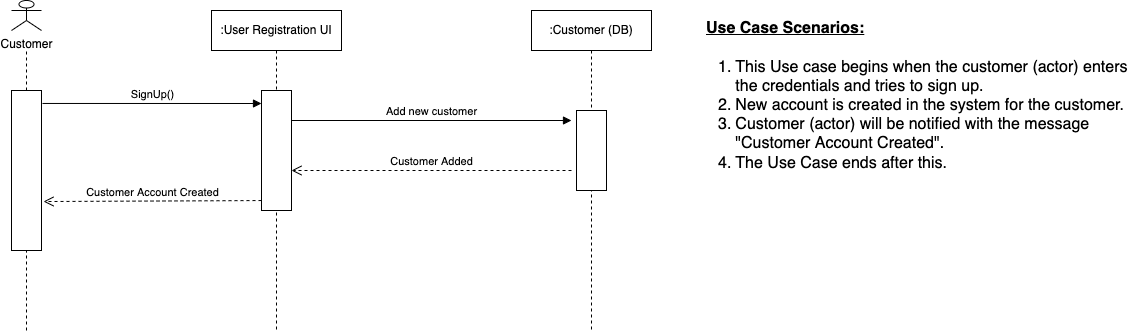 Customer
:User Registration UI
:Customer (DB)
SignUp()
Add new customer
Customer Added
Customer Account Created
Use Case Scenarios:
1. This Use case begins when the customer (actor) enters
the credentials and tries to sign up.
2. New account is created in the system for the customer.
3. Customer (actor) will be notified with the message
"Customer Account Created".
4. The Use Case ends after this.